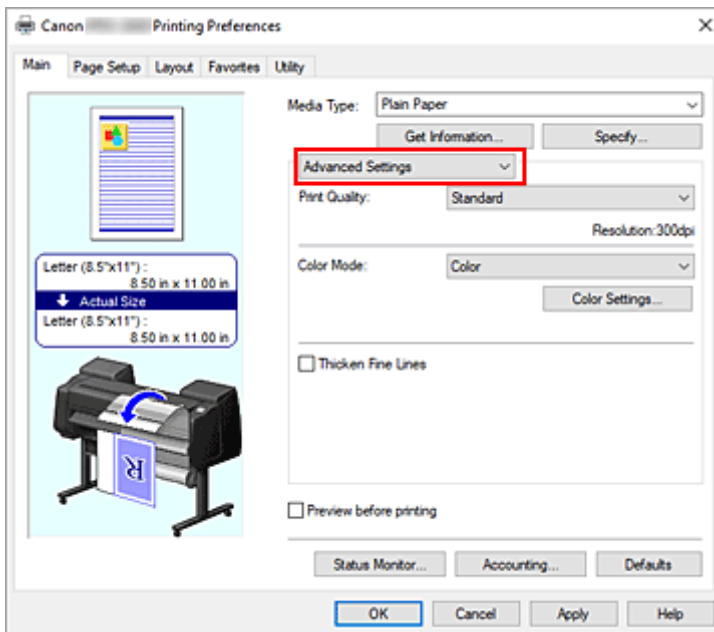 Canon Printing Preferences
Main Page Setup Layout Favorites Utility
Media Type: Plain Paper
Get Information... Specify...
Advanced Settings
Print Quality: Standard
Resolution:300dpi
Color Mode: Color
Color Settings...
Thicken Fine Lines
Letter (8.5"x11") :
8.50 in x 11.00 in
Actual Size
Letter (8.5"x11") :
8.50 in x 11.00 in
R
Preview before printing
Status Monitor... Accounting... Defaults
OK Cancel Apply Help